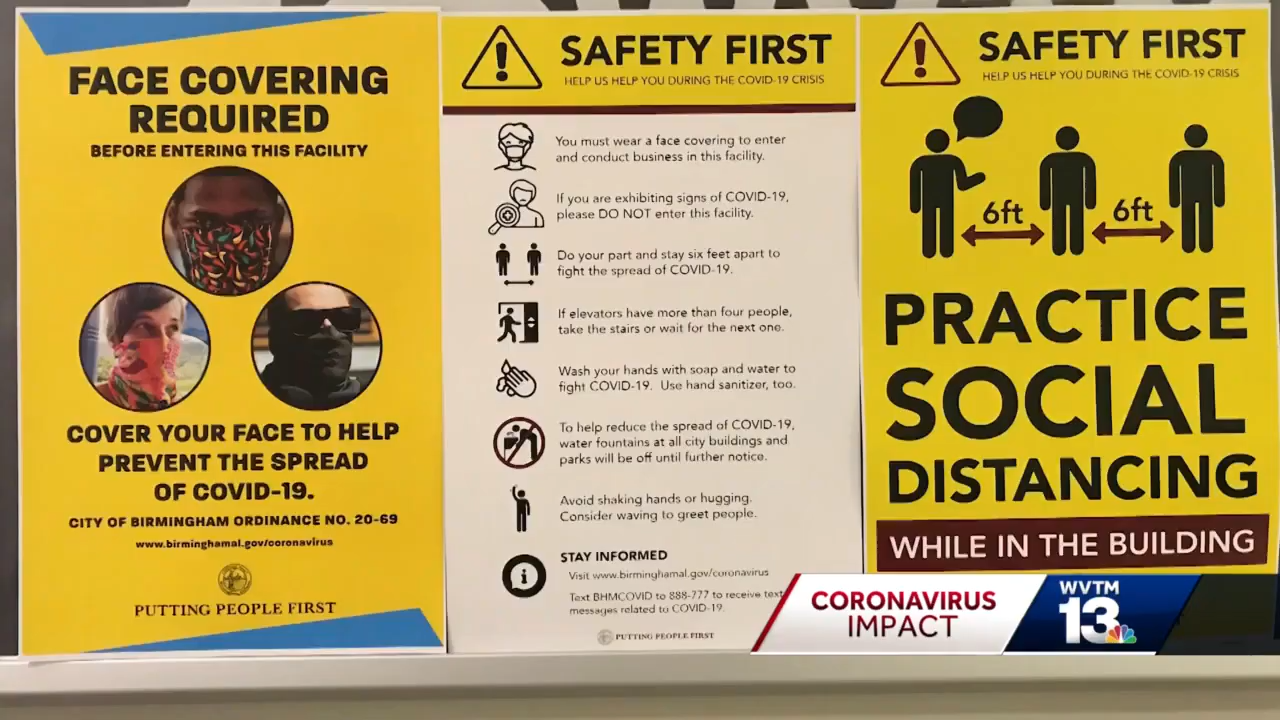 FACE COVERING
REQUIRED
BEFORE ENTERING THIS FACILITY
COVER YOUR FACE TO HELP
PREVENT THE SPREAD
OF COVID-19.
CITY OF BIRMINGHAM ORDINANCE NO. 20-69
www.birminghamal.gov/coronavirus
PUTTING PEOPLE FIRST
SAFETY FIRST
HELP US HELP YOU DURING THE COVID-19 CRISIS
You must wear a face covering to enter
and conduct business in this facility.
If you are exhibiting signs of COVID-19,
please DO NOT enter this facility.
Do your part and stay six feet apart to
fight the spread of COVID-19.
If elevators have more than four people,
take the stairs or wait for the next one.
Wash your hands with soap and water to
fight COVID-19. Use hand sanitizer, too.
To help reduce the spread of COVID-19,
water fountains at all city buildings and
parks will be off until further notice.
Avoid shaking hands or hugging.
Consider waving to greet people.
STAY INFORMED
Visit www.birminghamal.gov/coronavirus
Text BHMCOVID to 888-777 to receive text
messages related to COVID-19.
PUTTING PEOPLE FIRST
SAFETY FIRST
HELP US HELP YOU DURING THE COVID-19 CRISIS
6ft 6ft
PRACTICE
SOCIAL
DISTANCING
WHILE IN THE BUILDING
CORONAVIRUS
IMPACT
WVTM
13